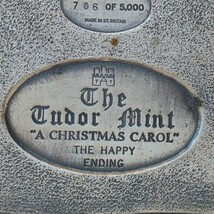 706 OF 5,000
MADE IN GT. BRITAIN
The
Tudor Mint
"A CHRISTMAS CAROL"
THE HAPPY
ENDING